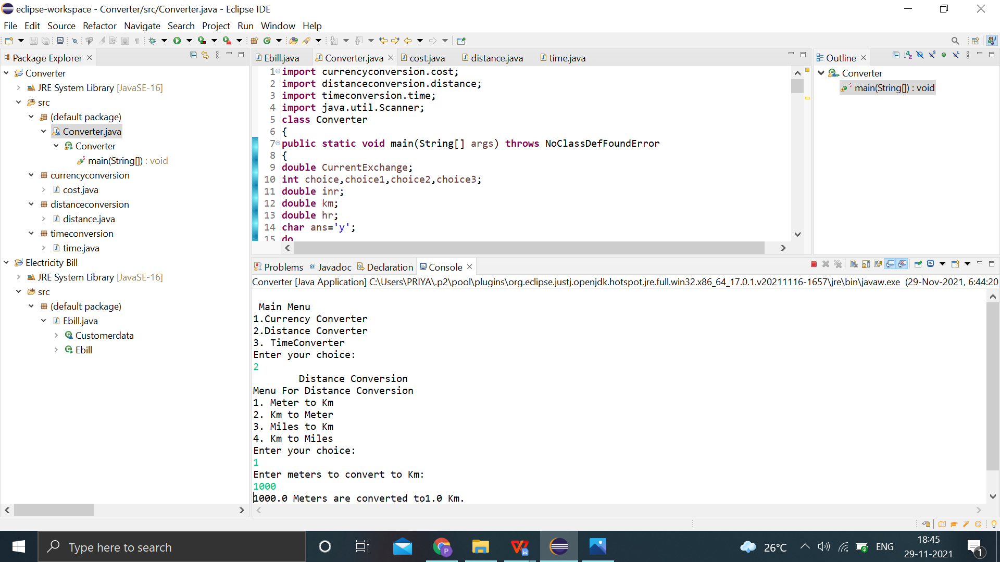 eclipse-workspace - Converter/src/Converter.java - Eclipse IDE
File Edit Source Refactor Navigate Search Project Run Window Help
Package Explorer
Converter
JRE System Library [JavaSE-16]
src
(default package)
Converter.java
Converter
main(String[]) : void
currencyconversion
cost.java
distanceconversion
distance.java
timeconversion
time.java
Electricity Bill
JRE System Library [JavaSE-16]
src
(default package)
Ebill.java
Customerdata
Ebill
Ebill.java Converter.java cost.java distance.java time.java
1 import currencyconversion.cost;
2 import distanceconversion.distance;
3 import timeconversion.time;
4 import java.util.Scanner;
5 class Converter
6 {
7 public static void main(String[] args) throws NoClassDefFoundError
8 {
9 double CurrentExchange;
10 int choice,choice1,choice2,choice3;
11 double inr;
12 double km;
13 double hr;
14 char ans='y';
15 do
Outline
Converter
main(String[]) : void
Problems Javadoc Declaration Console
Converter [Java Application] C:\Users\PRIYA\.p2\pool\plugins\org.eclipse.justj.openjdk.hotspot.jre.full.win32.x86_64_17.0.1.v20211116-1657\jre\bin\javaw.exe (29-Nov-2021, 6:44:20
Main Menu
1.Currency Converter
2.Distance Converter
3. TimeConverter
Enter your choice:
2
Distance Conversion
Menu For Distance Conversion
1. Meter to Km
2. Km to Meter
3. Miles to Km
4. Km to Miles
Enter your choice:
1
Enter meters to convert to Km:
1000
1000.0 Meters are converted to1.0 Km.
Type here to search
26°C
ENG
18:45
29-11-2021
1